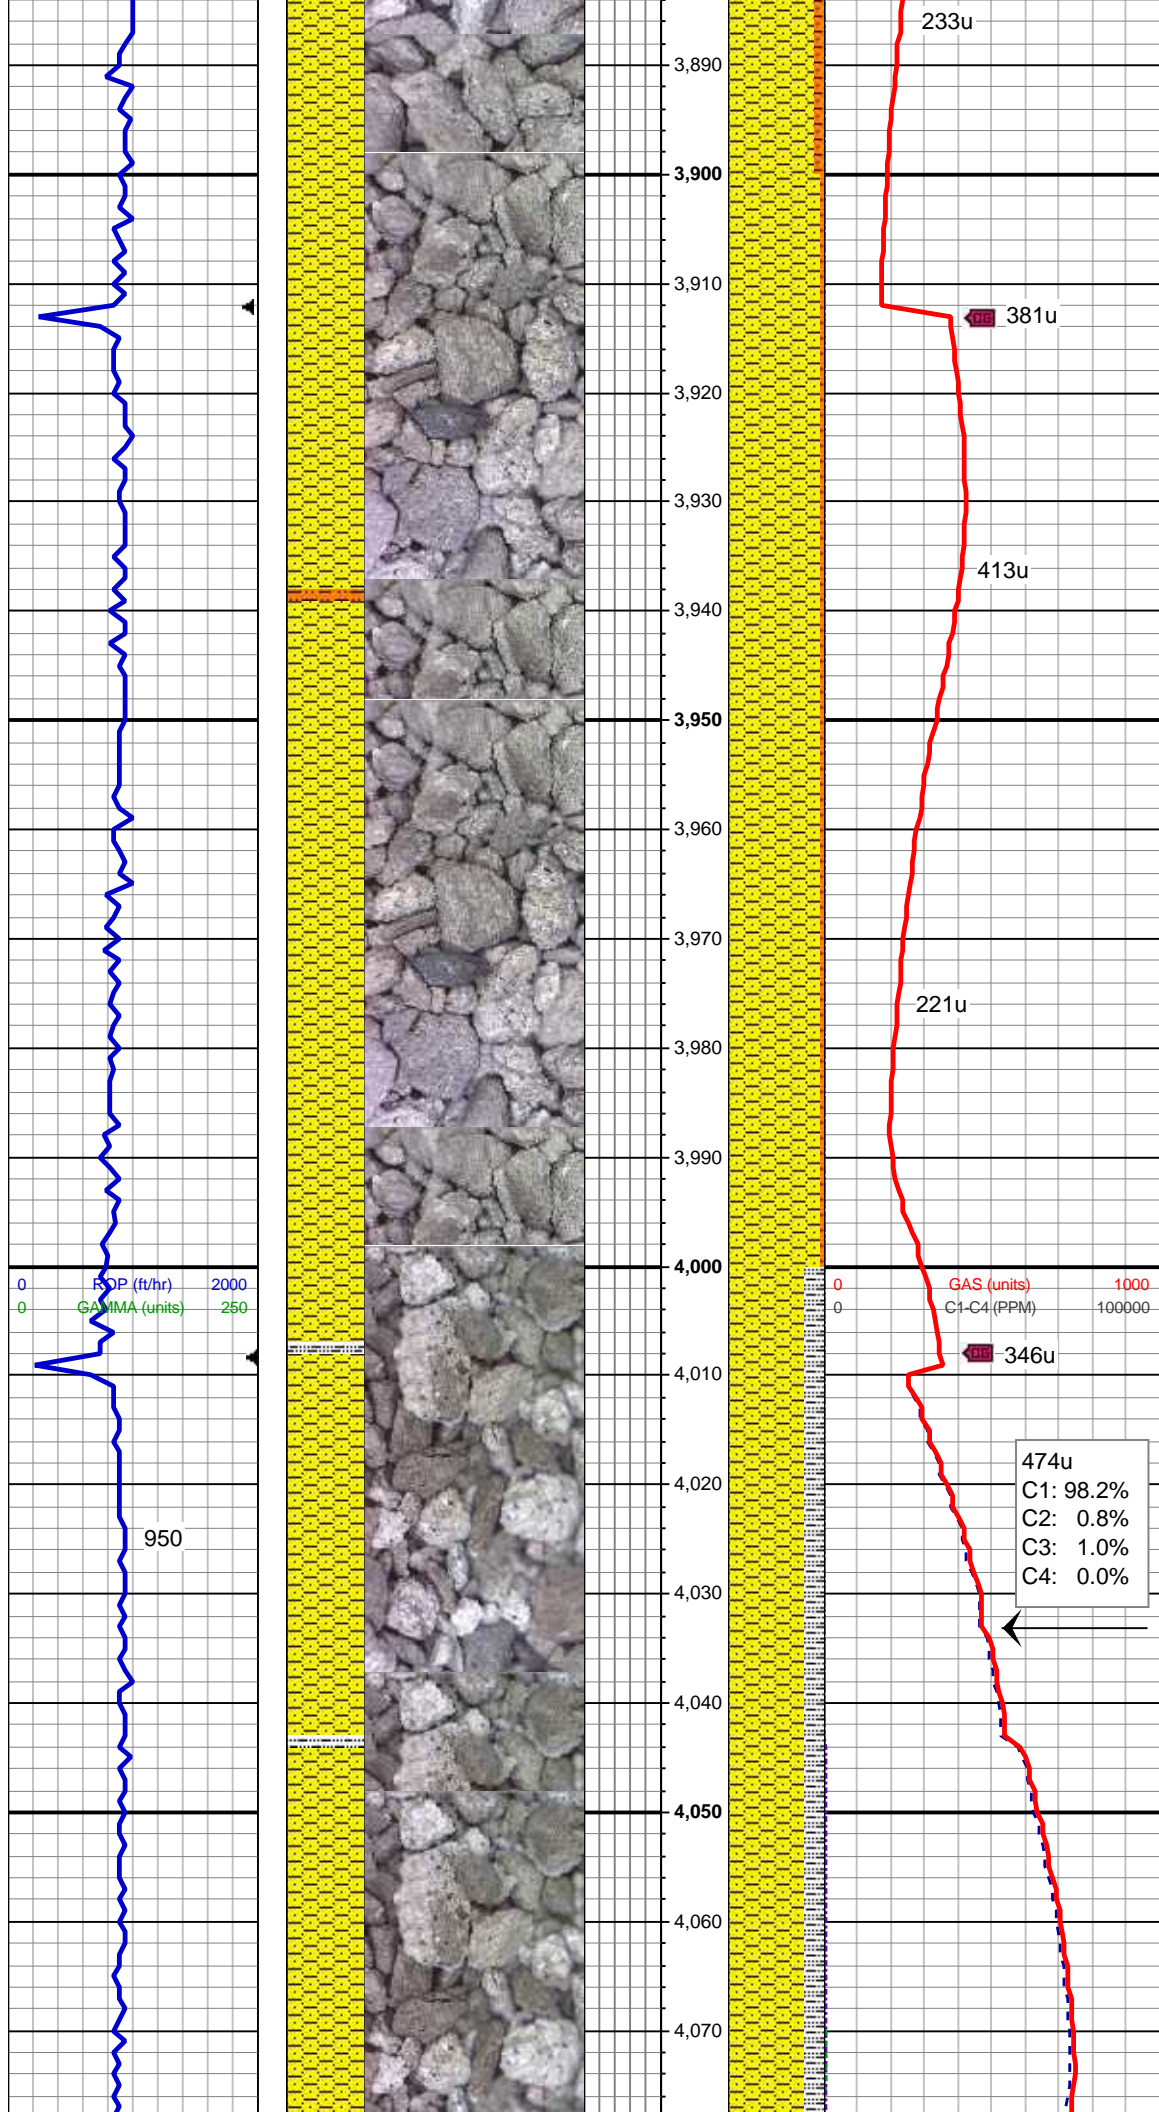 233u
3,890
3,900
3,910
CG 381u
3,920
3,930
413u
3,940
3,950
3,960
3,970
221u
3,980
3,990
4,000
0 ROP (ft/hr) 2000
0 GAS (units) 1000
0 GAMMA (units) 250
0 C1-C4 (PPM) 100000
CG 346u
4,010
474u
4,020
C1: 98.2%
C2: 0.8%
950
C3: 1.0%
C4: 0.0%
4,030
4,040
4,050
4,060
4,070